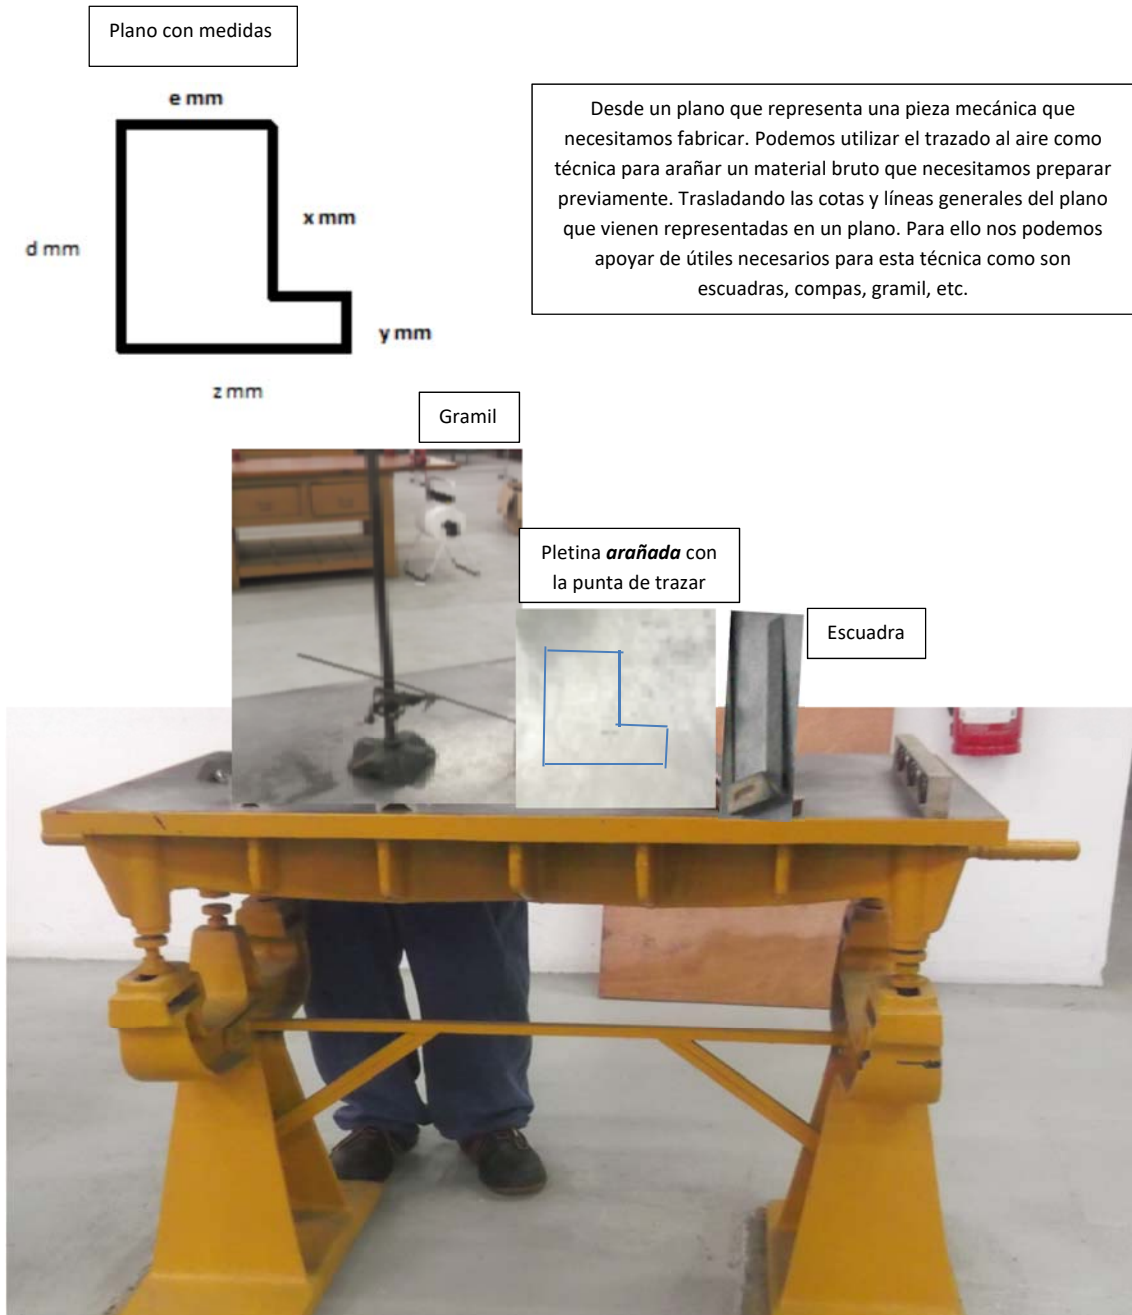 Plano con medidas
e mm
Desde un plano que representa una pieza mecánica que
necesitamos fabricar. Podemos utilizar el trazado al aire como
técnica para arañar un material bruto que necesitamos preparar
previamente. Trasladando las cotas y líneas generales del plano
que vienen representadas en un plano. Para ello nos podemos
apoyar de útiles necesarios para esta técnica como son
escuadras, compas, gramil, etc.
x mm
d mm
y mm
z mm
Gramil
Pletina arañada con
la punta de trazar
Escuadra